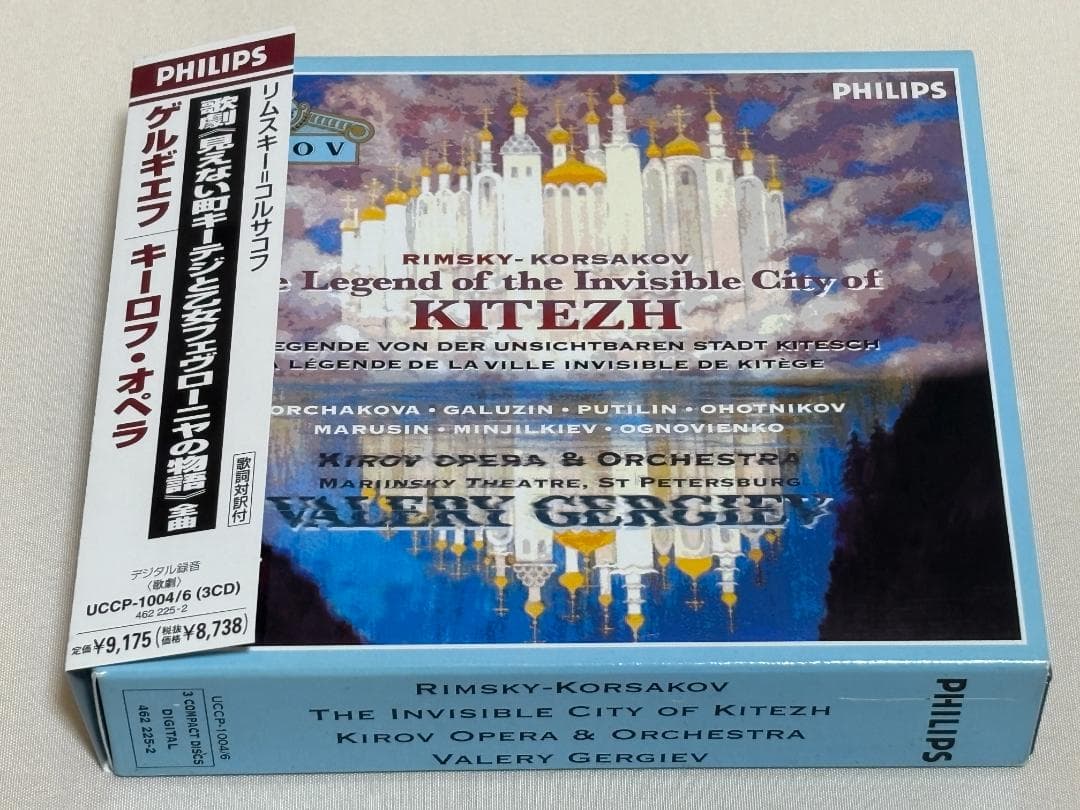 PHILIPS
リムスキー=コルサコフ
歌劇《見えない町キーテジと乙女フェヴローニヤの物語》全曲
ゲルギエフ キーロフ・オペラ
歌詞対訳付
デジタル録音
〈歌劇〉
UCCP-1004/6 (3CD)
462 225-2
定価¥9,175(税抜価格¥8,738)
OV
PHILIPS
RIMSKY-KORSAKOV
e Legend of the Invisible City of
KITEZH
EGENDE VON DER UNSICHTBAREN STADT KITESCH
A LÉGENDE DE LA VILLE INVISIBLE DE KITÈGE
ORCHAKOVA · GALUZIN · PUTILIN · OHOTNIKOV
MARUSIN · MINJILKIEV · OGNOVIENKO
KIROV OPERA & ORCHESTRA
MARIINSKY THEATRE, ST PETERSBURG
VALERY GERGIEV
UCCP-1004/6
3 COMPACT DISCS
DIGITAL
462 225-2
RIMSKY-KORSAKOV
THE INVISIBLE CITY OF KITEZH
KIROV OPERA & ORCHESTRA
VALERY GERGIEV
PHILIPS